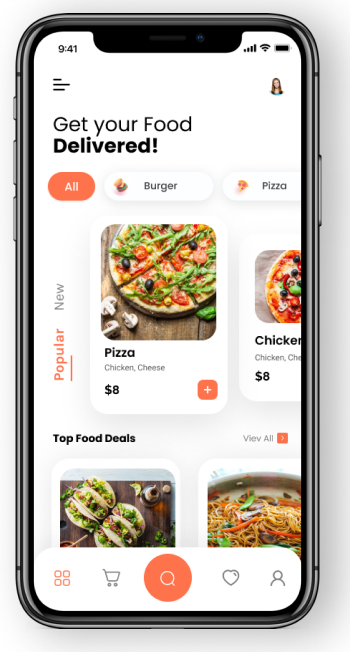 9:41
Get your Food
Delivered!
All
Burger
Pizza
New
Popular
Pizza
Chicken, Cheese
$8
+
Chicken
Chicken, Che
$8
Top Food Deals
Viev All